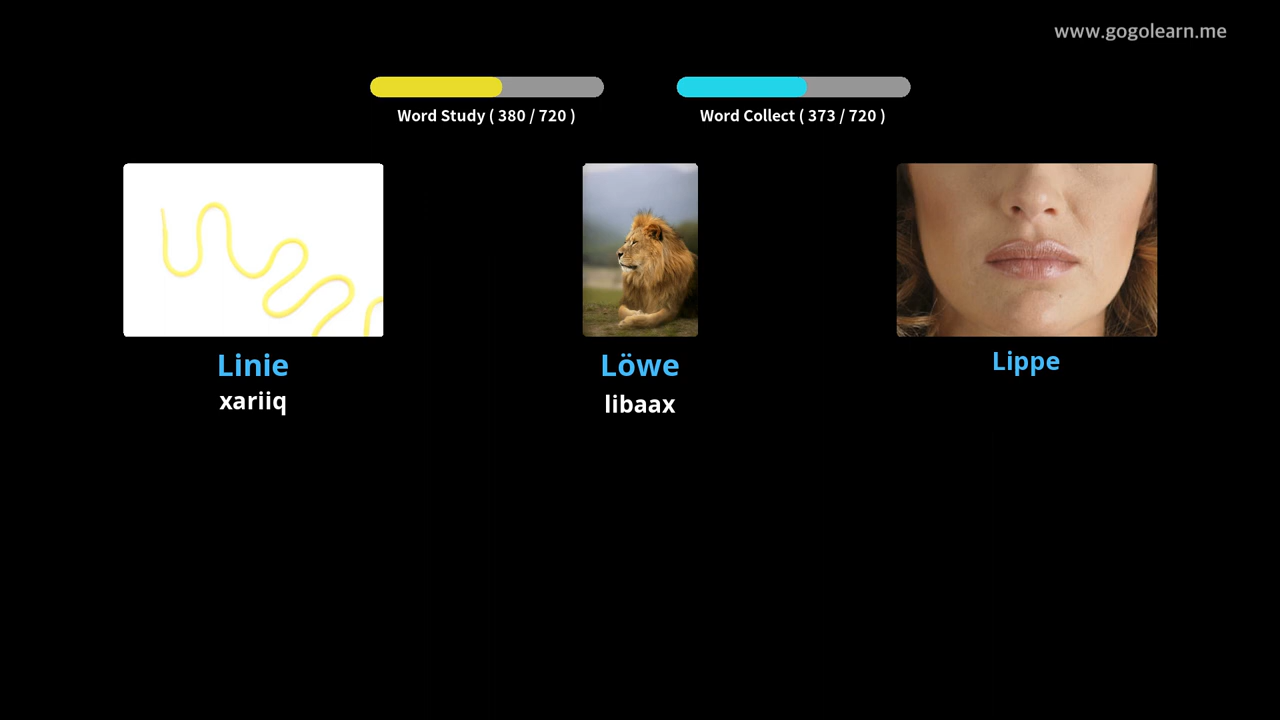 www.gogolearn.me
Word Study ( 380 / 720 )
Word Collect ( 373 / 720 )
Linie
xariiq
Löwe
libaax
Lippe